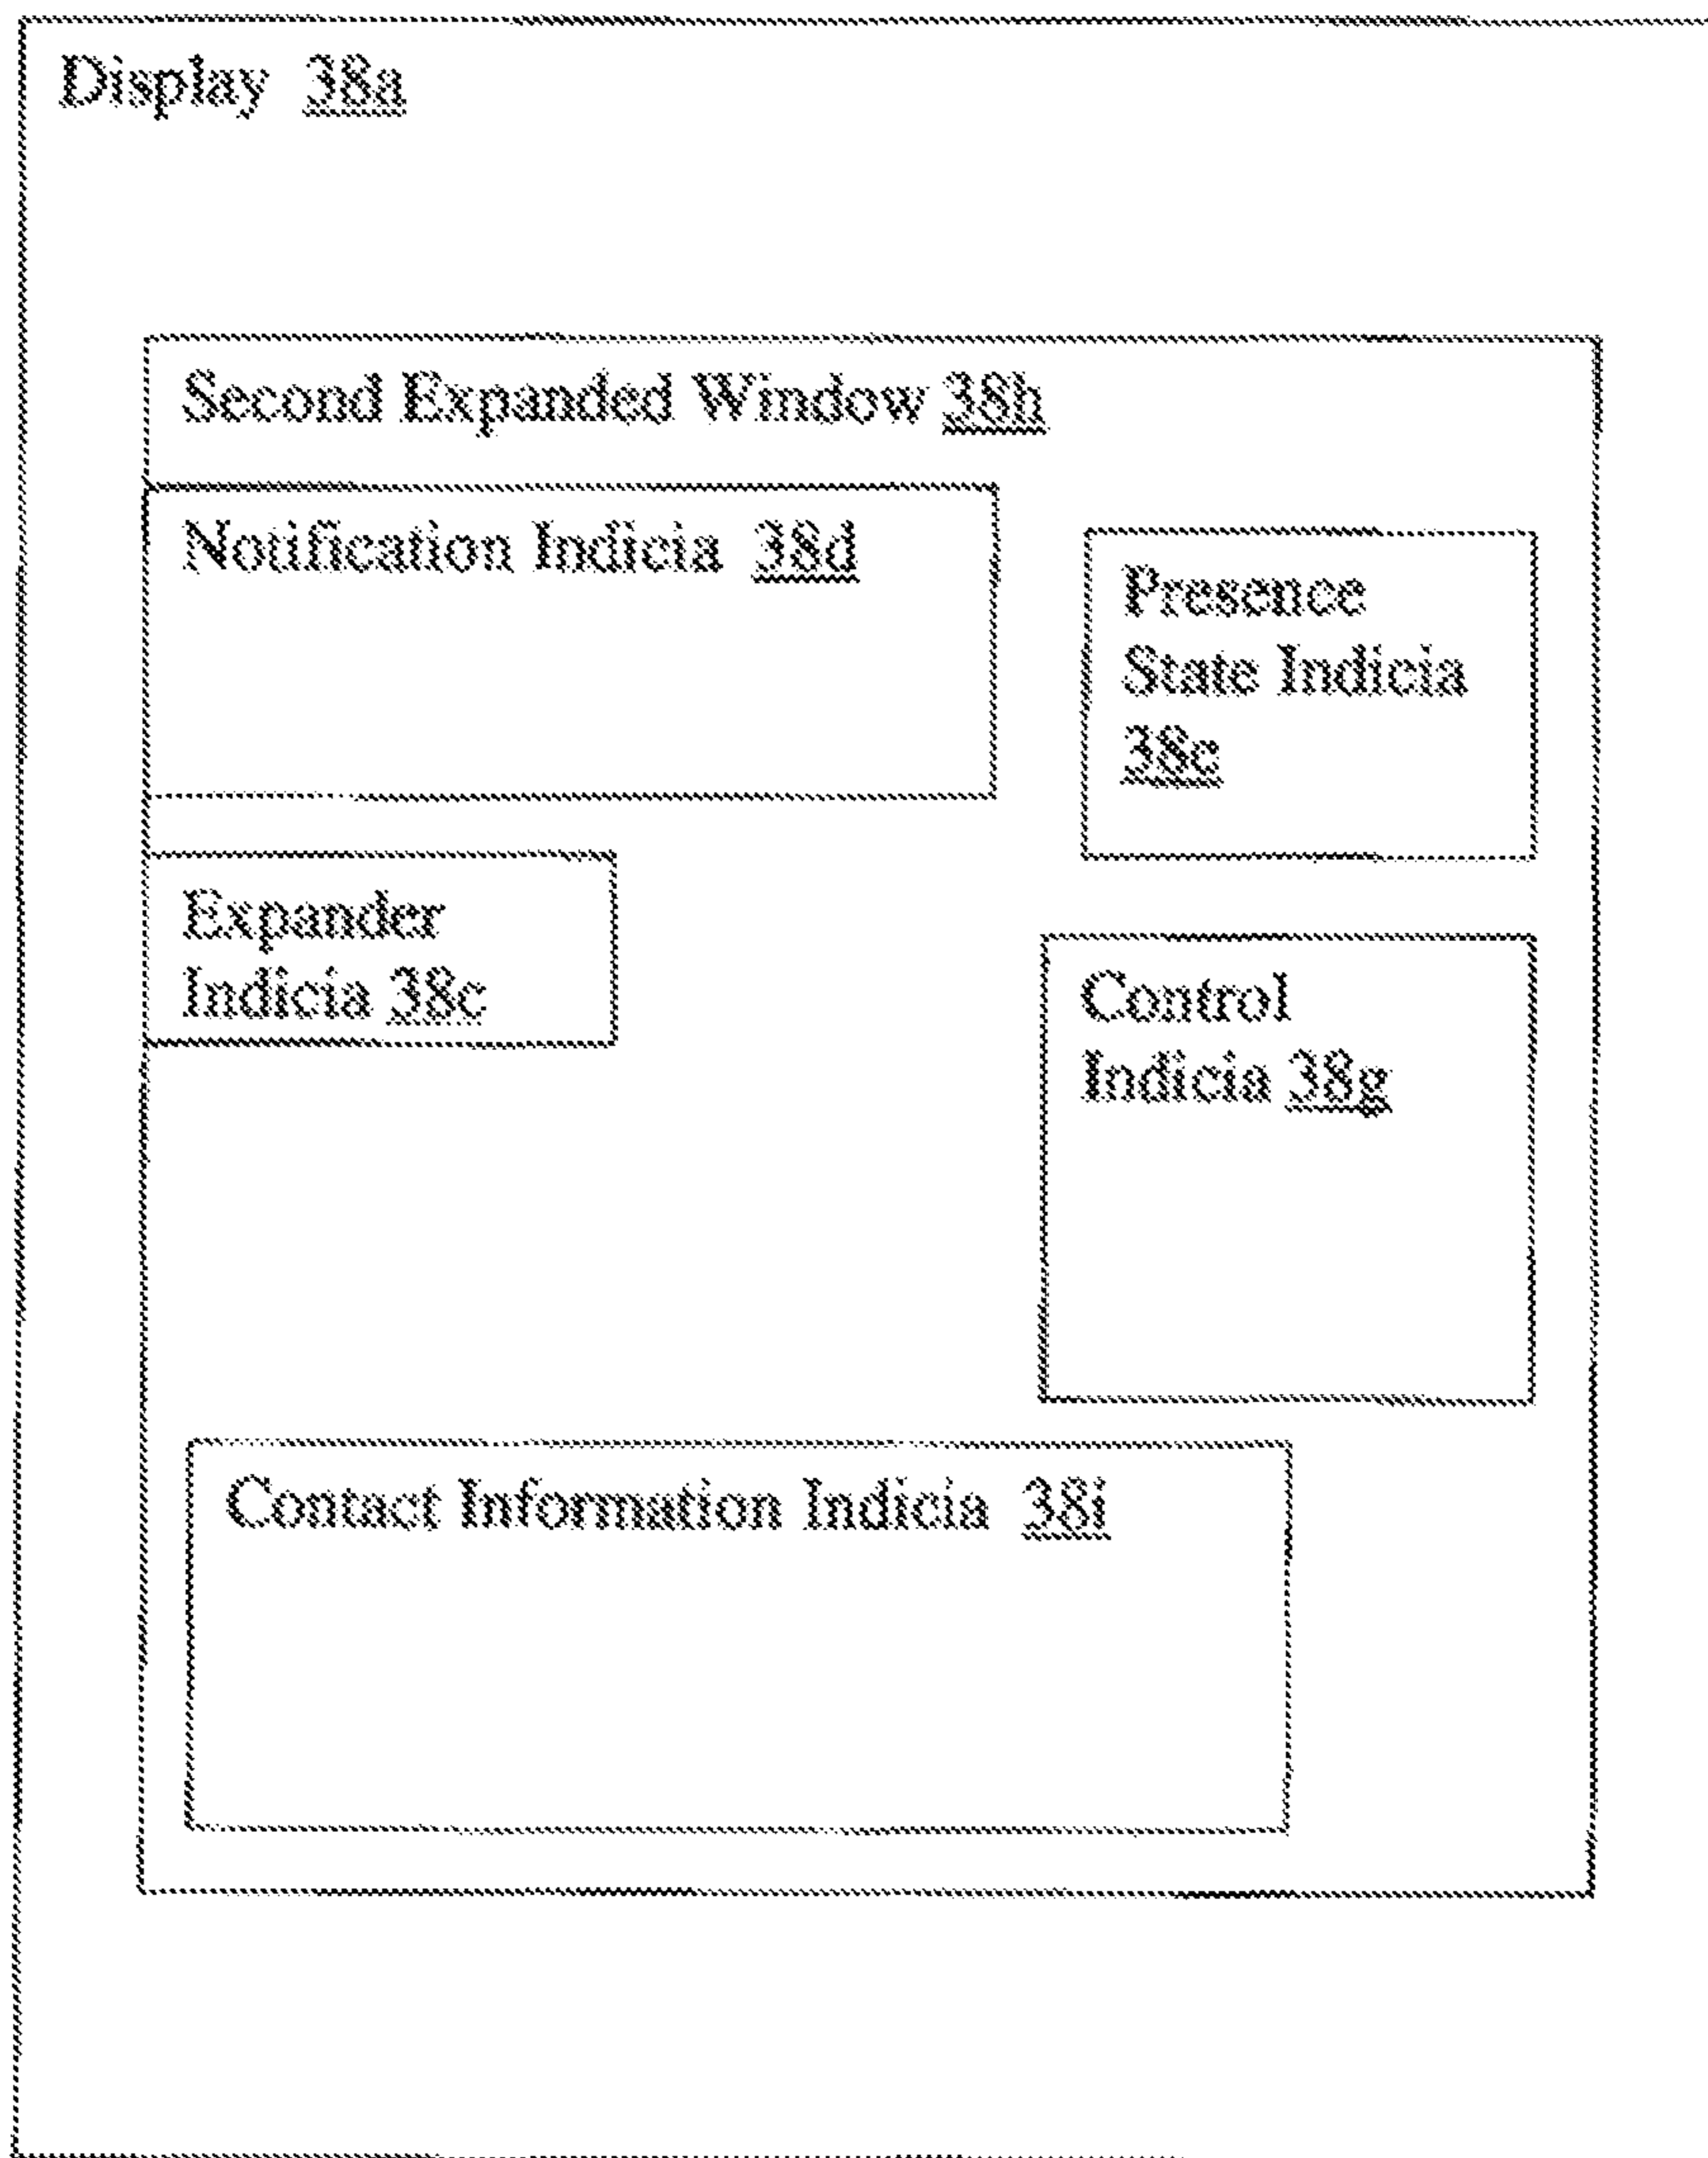 Display 38a
Second Expanded Window 38h
Notification Indicia 38d
Presence
State Indicia
38c
Expander
Indicia 38c
Control
Indicia 38g
Contact Information Indicia 38i